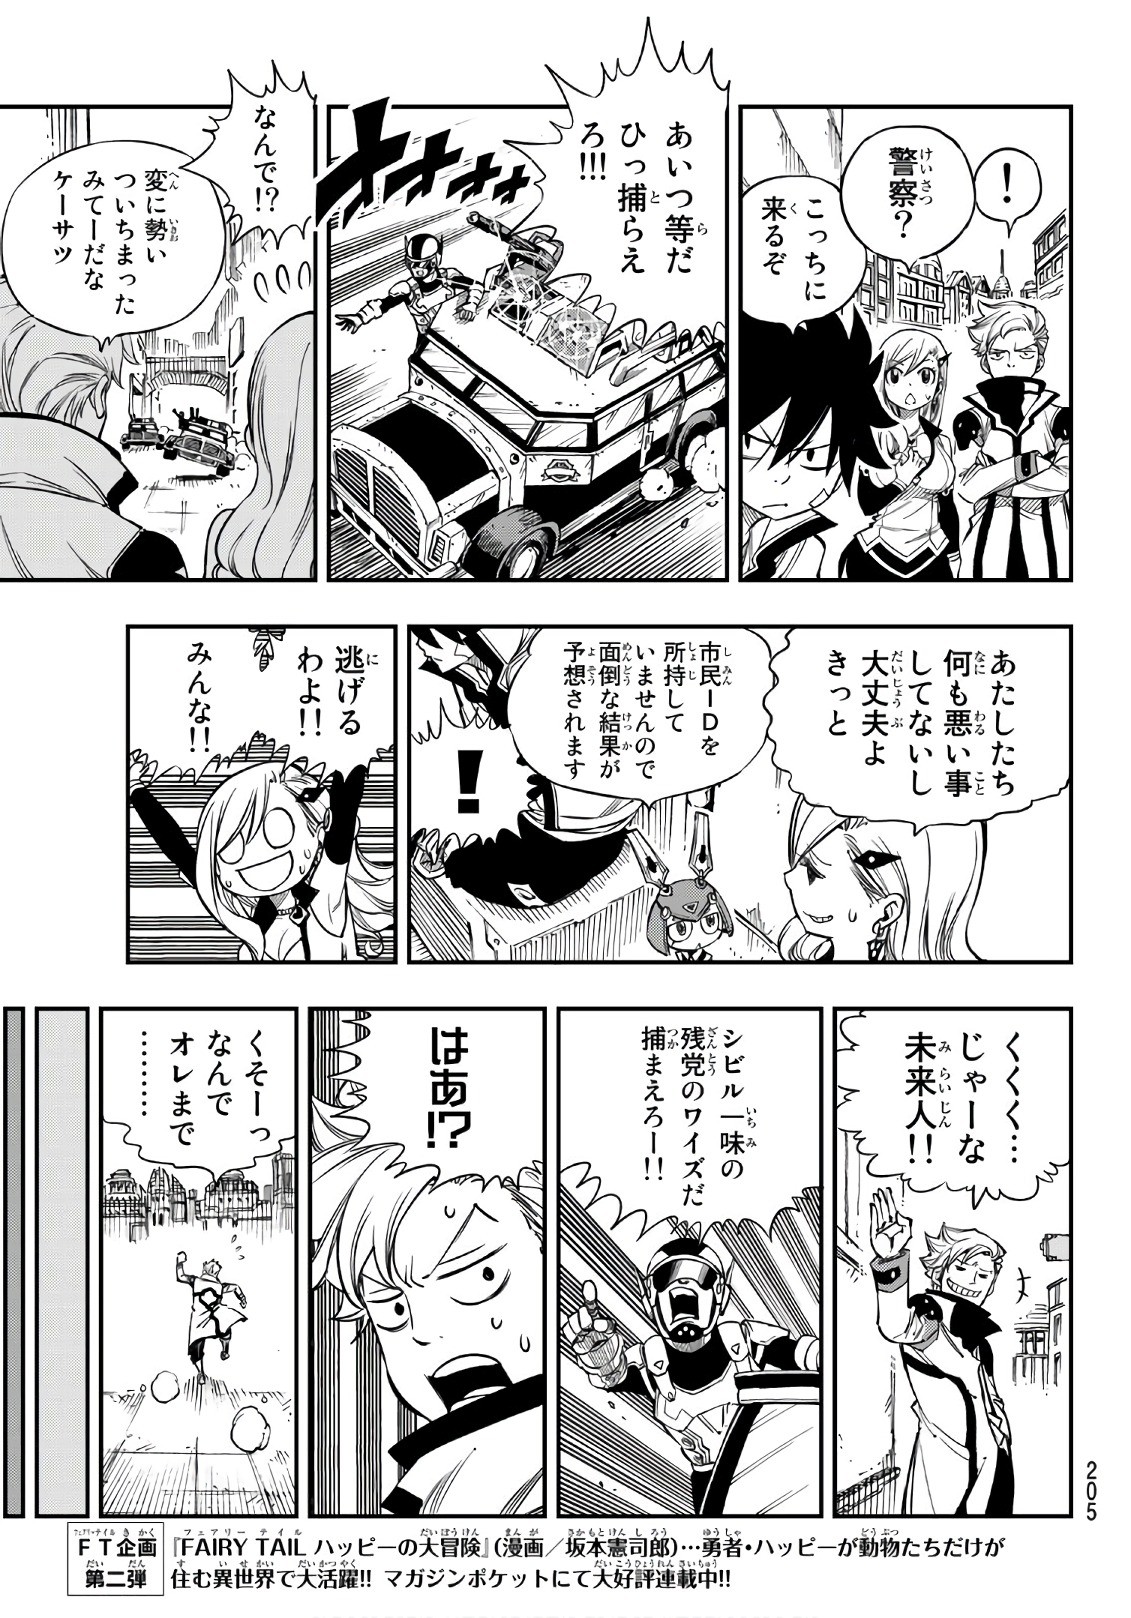 ！
警察？
こっちに
来るぞ
あいつ等だ
ひっ捕らえ
ろ!!!
なんで!?
変に勢い
ついちまった
みてーだな
ケーサツ
あたしたち
何も悪い事
してないし
大丈夫よ
きっと
市民IDを
所持して
いませんので
面倒な結果が
予想されます
！
逃げる
わよ!!
みんな!!
くくく…
じゃーな
未来人!!
シビル一味の
残党のワイズだ
捕まえろー!!
はあ!?
くそーっ
なんで
オレまで
………
205
FT企画
第二弾
『FAIRY TAIL ハッピーの大冒険』(漫画／坂本憲司郎)…勇者・ハッピーが動物たちだけが
住む異世界で大活躍!! マガジンポケットにて大好評連載中!!